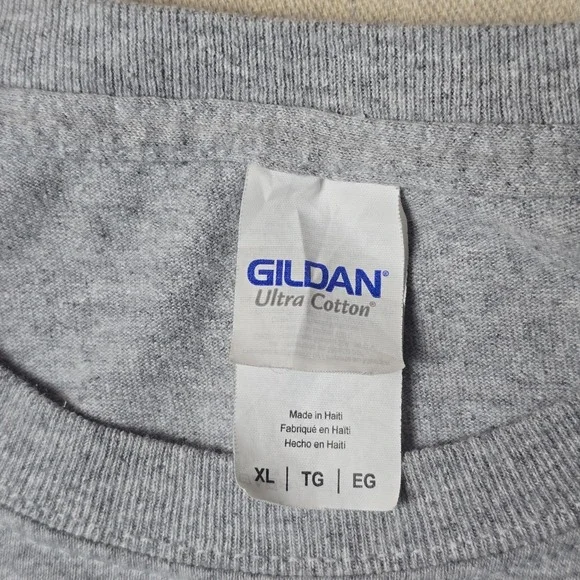 GILDAN®
Ultra Cotton®
Made in Haiti
Fabriqué en Haïti
Hecho en Haiti
XL | TG | EG